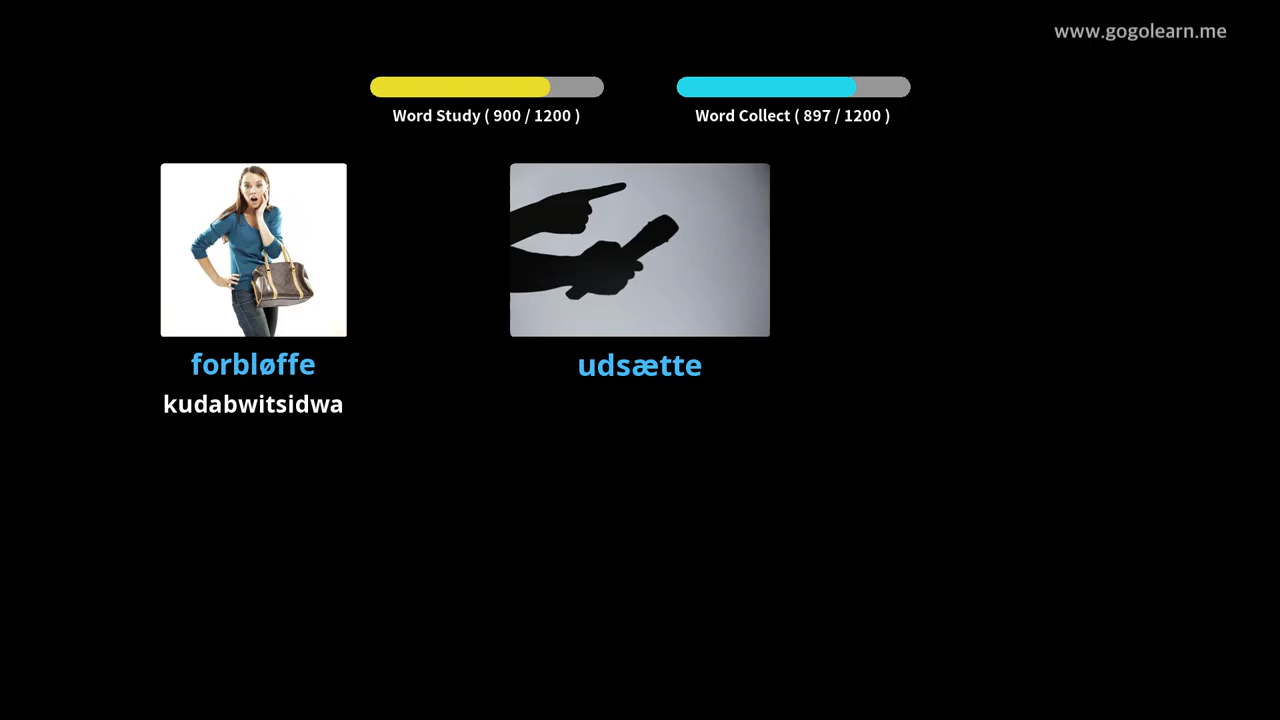 www.gogolearn.me
Word Study ( 900 / 1200 )
Word Collect ( 897 / 1200 )
forbløffe
udsætte
kudabwitsidwa